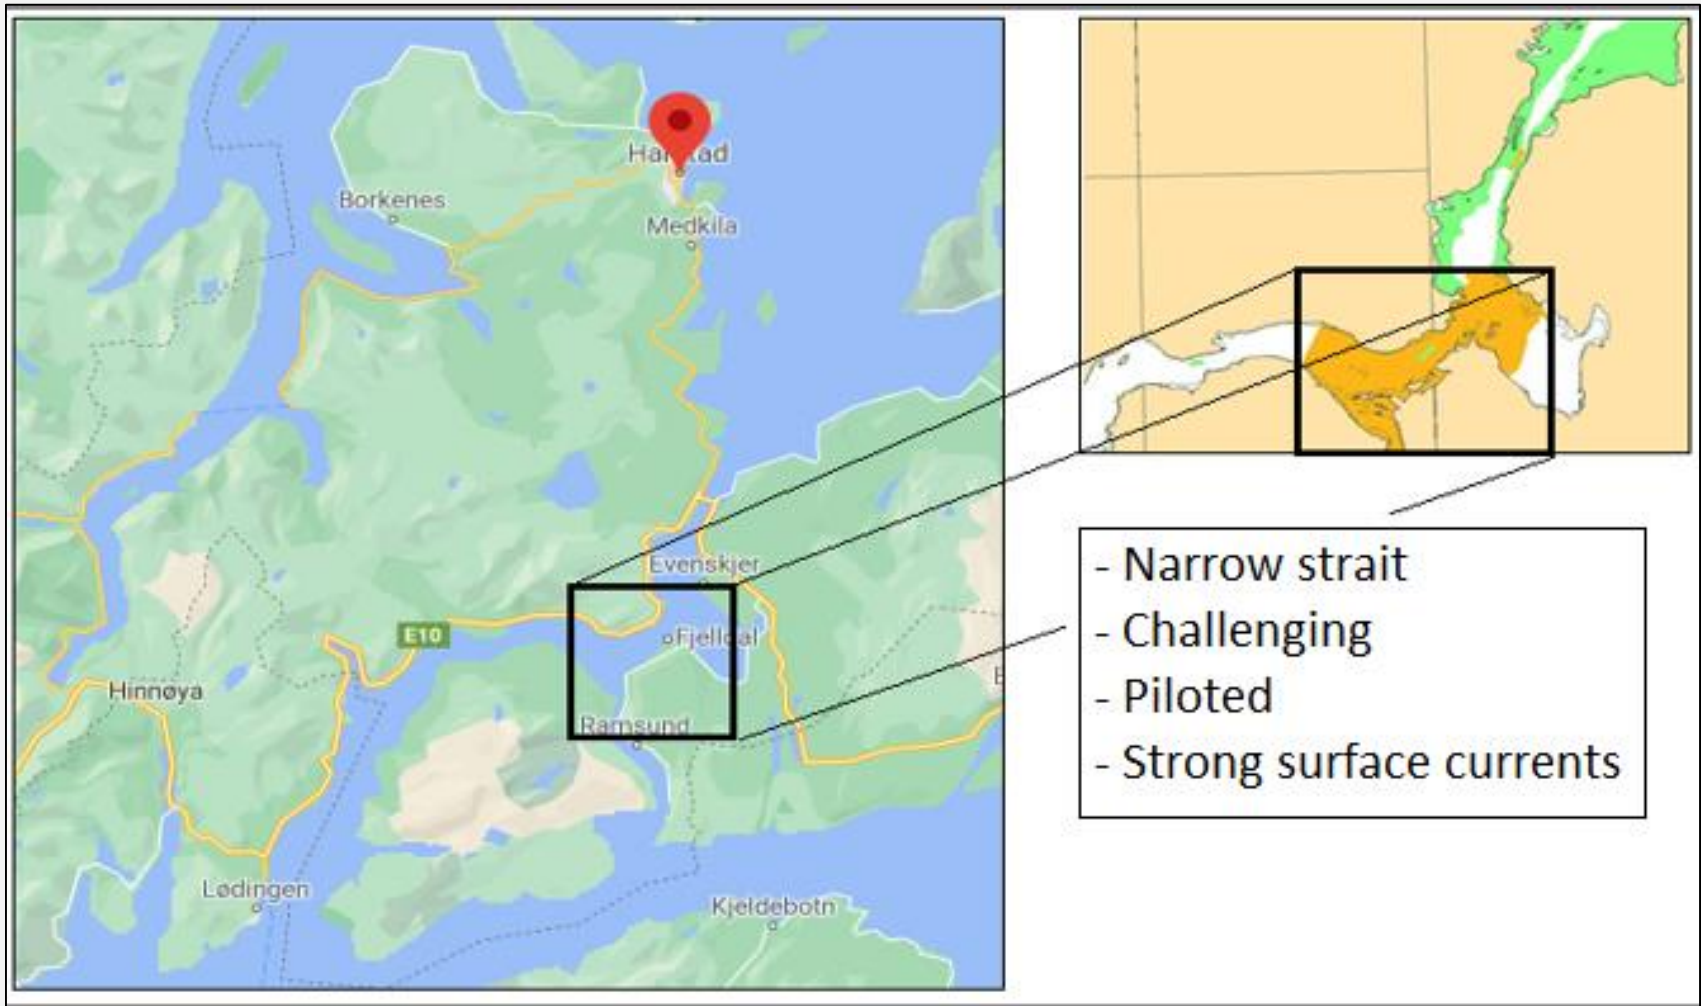 Harstad
Borkenes
Medkila
Evenskjer
E10
Fjelldal
Hinnøya
Ramsund
Lødingen
Kjeldebotn
- Narrow strait
- Challenging
- Piloted
- Strong surface currents